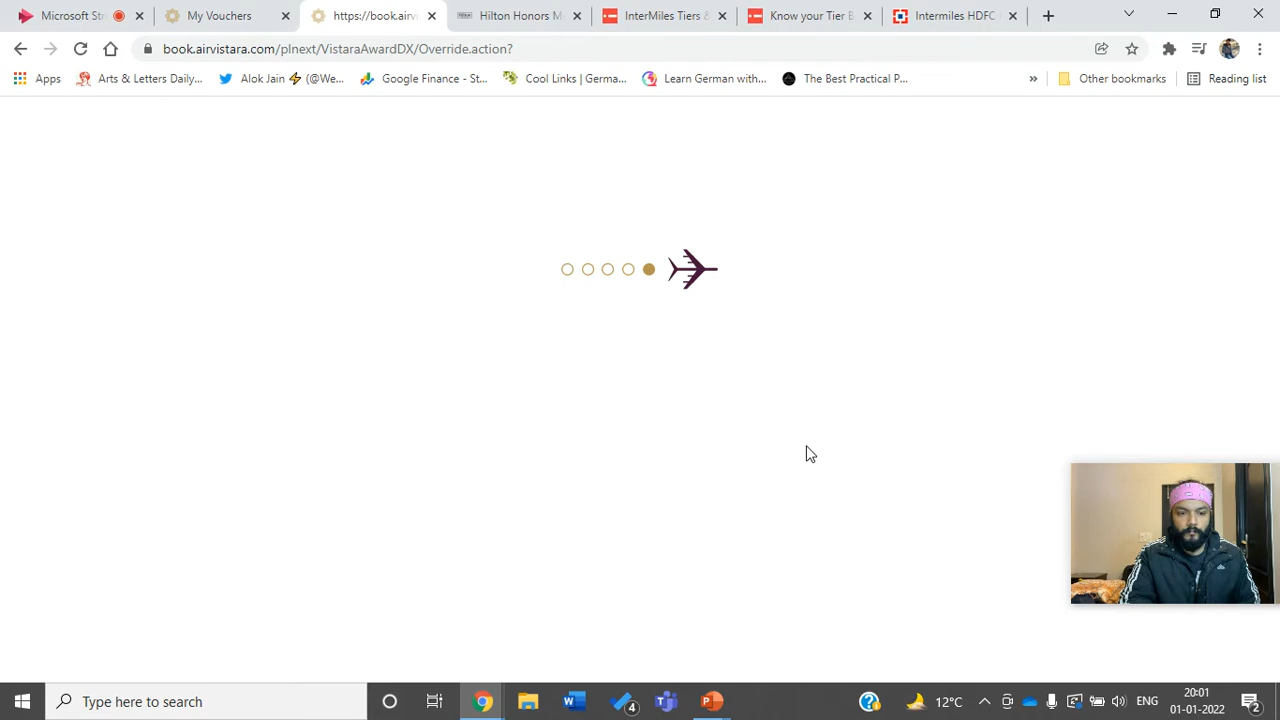 Microsoft Str
My Vouchers
https://book.airv
Hilton Honors M
InterMiles Tiers &
Know your Tier B
Intermiles HDFC
book.airvistara.com/plnext/VistaraAwardDX/Override.action?
Apps
Arts & Letters Daily...
Alok Jain ⚡ (@We...
Google Finance - St...
Cool Links | Germa...
Learn German with...
The Best Practical P...
»
Other bookmarks
Reading list
Type here to search
4
12°C
ENG
20:01
01-01-2022
2